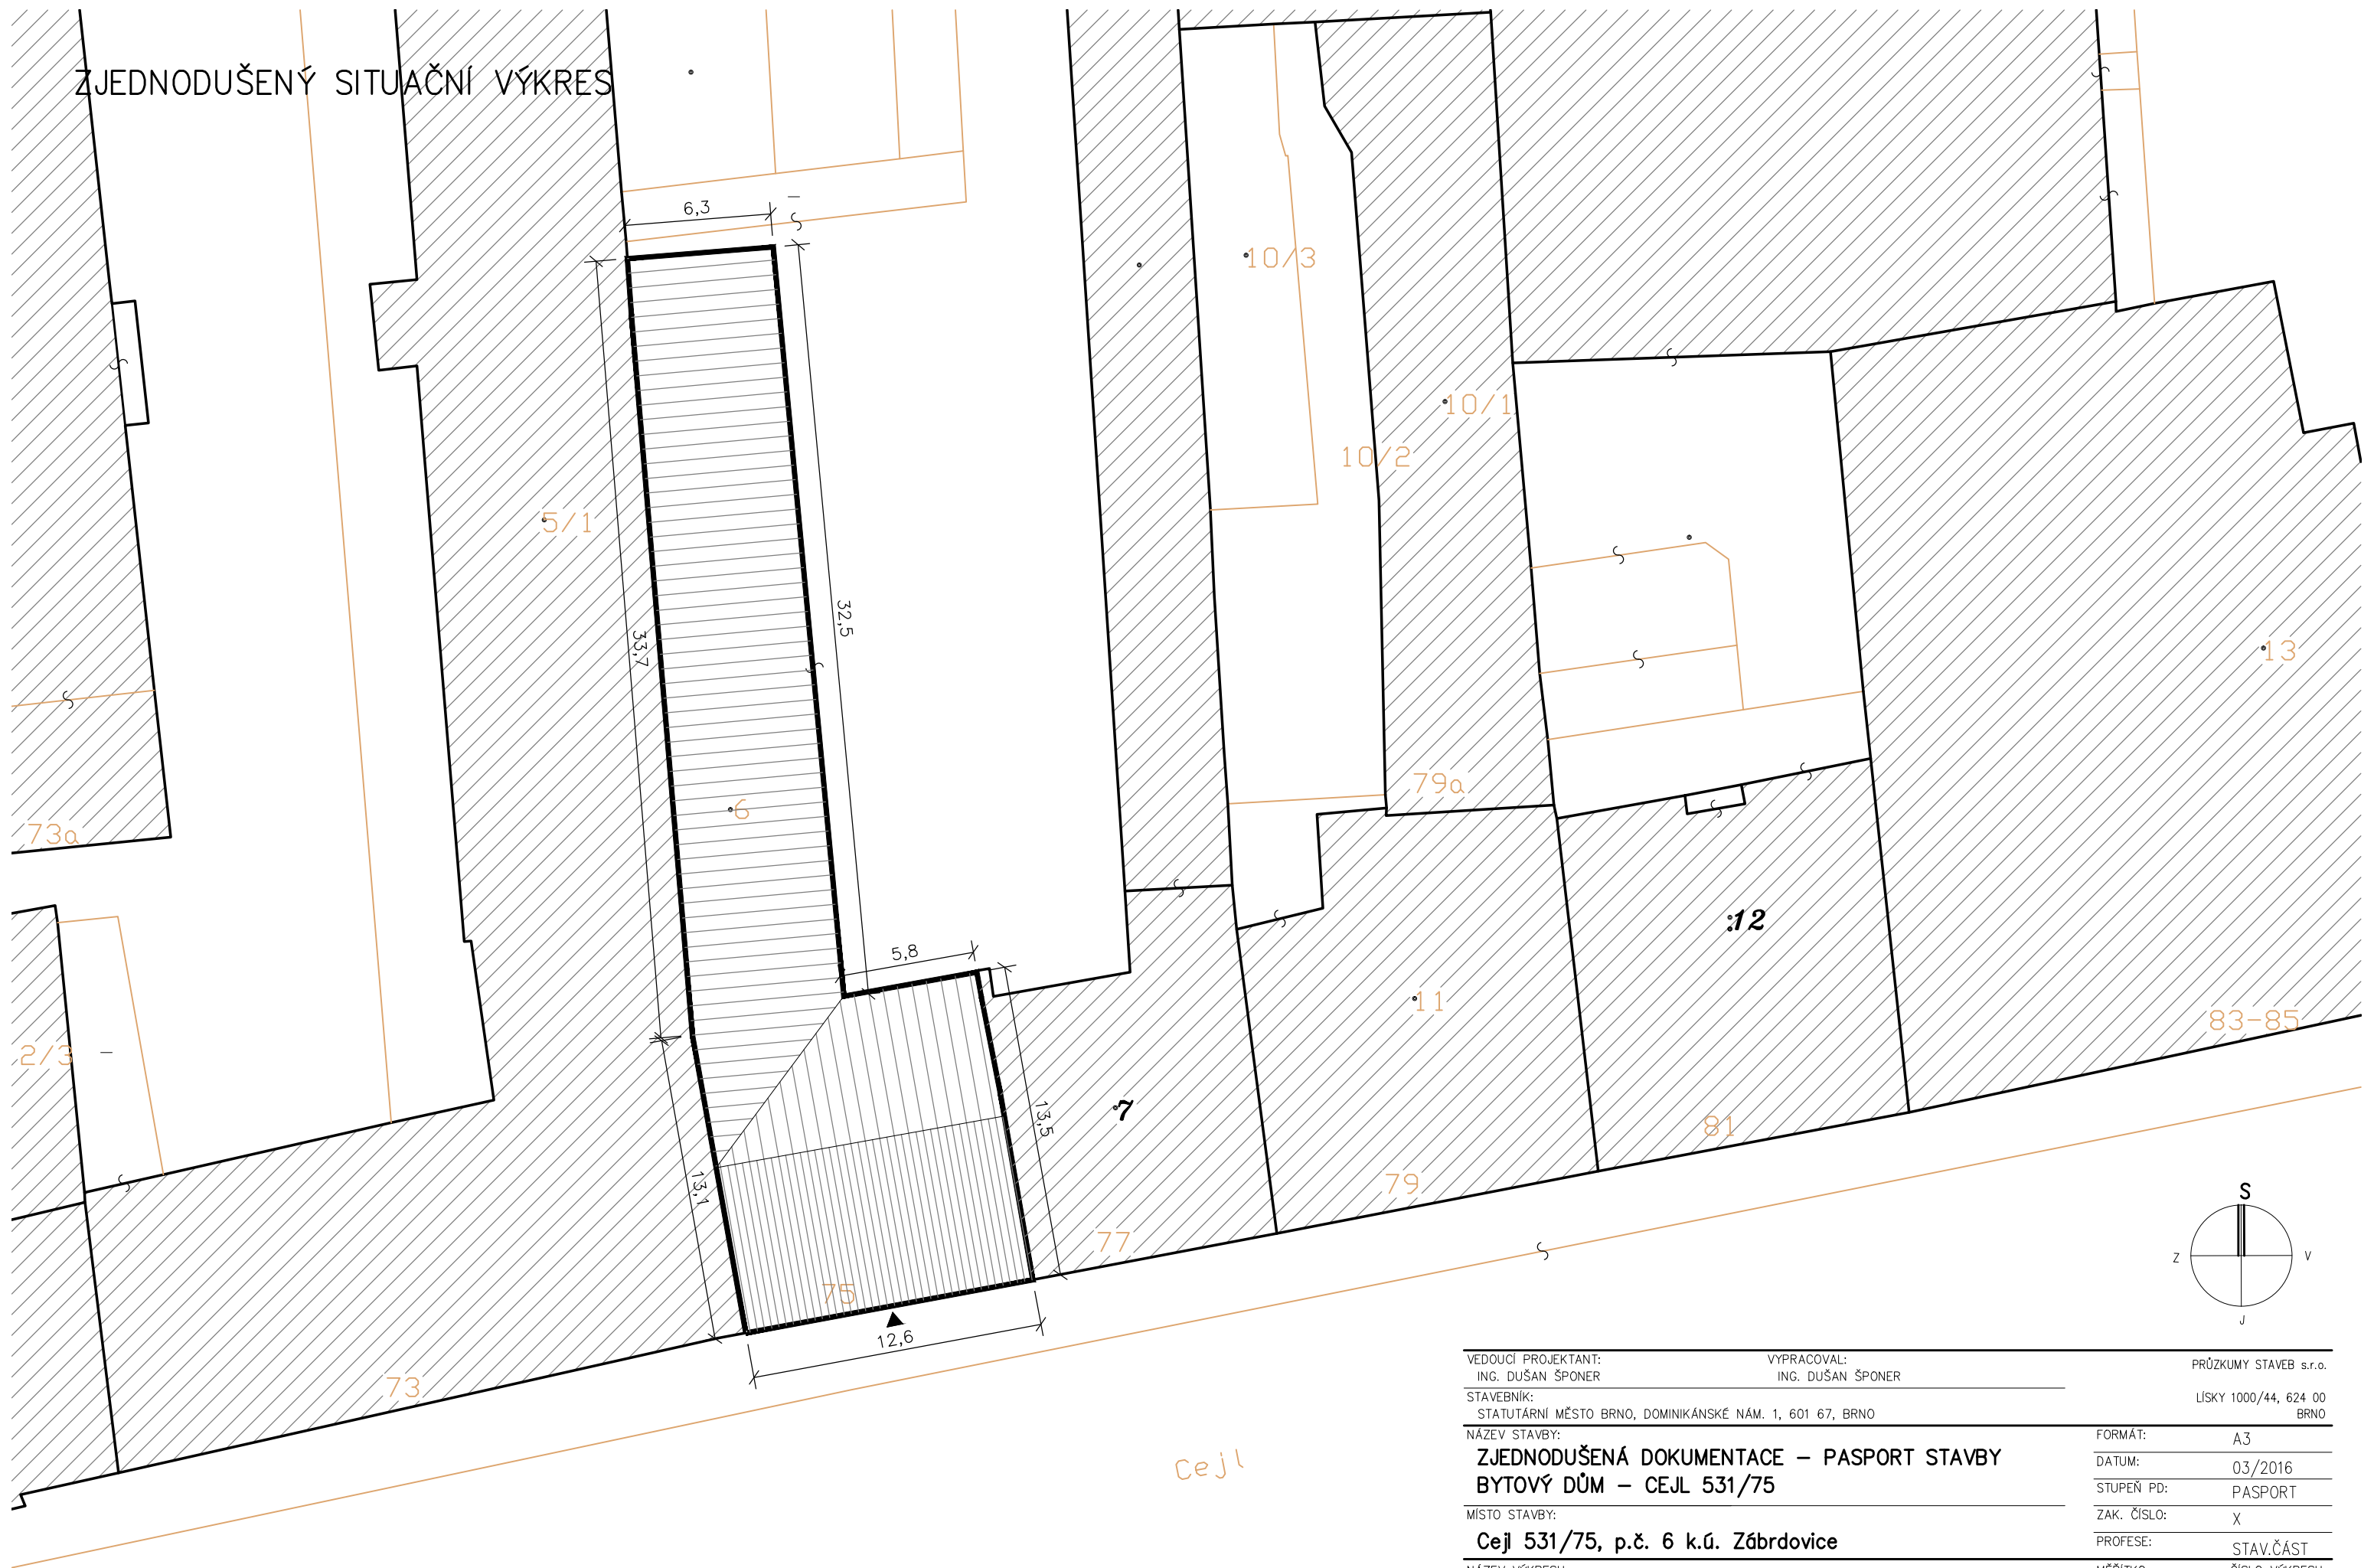 ZJEDNODUŠENÝ SITUAČNÍ VÝKRES
6,3
10/3
10/1
10/2
5/1
32,5
33,7
13
6
79a
73a
12
5,8
11
2/3
83-85
7
13,5
81
13,1
79
77
75
12,6
73
Cejl
S
Z
V
J
VEDOUCÍ PROJEKTANT:
VYPRACOVAL:
PRŮZKUMY STAVEB s.r.o.
ING. DUŠAN ŠPONER
ING. DUŠAN ŠPONER
STAVEBNÍK:
LÍSKY 1000/44, 624 00
STATUTÁRNÍ MĚSTO BRNO, DOMINIKÁNSKÉ NÁM. 1, 601 67, BRNO
BRNO
NÁZEV STAVBY:
FORMÁT: A3
ZJEDNODUŠENÁ DOKUMENTACE – PASPORT STAVBY
DATUM: 03/2016
BYTOVÝ DŮM – CEJL 531/75
STUPEŇ PD: PASPORT
MÍSTO STAVBY:
ZAK. ČÍSLO: X
Cejl 531/75, p.č. 6 k.ú. Zábrdovice
PROFESE: STAV.ČÁST